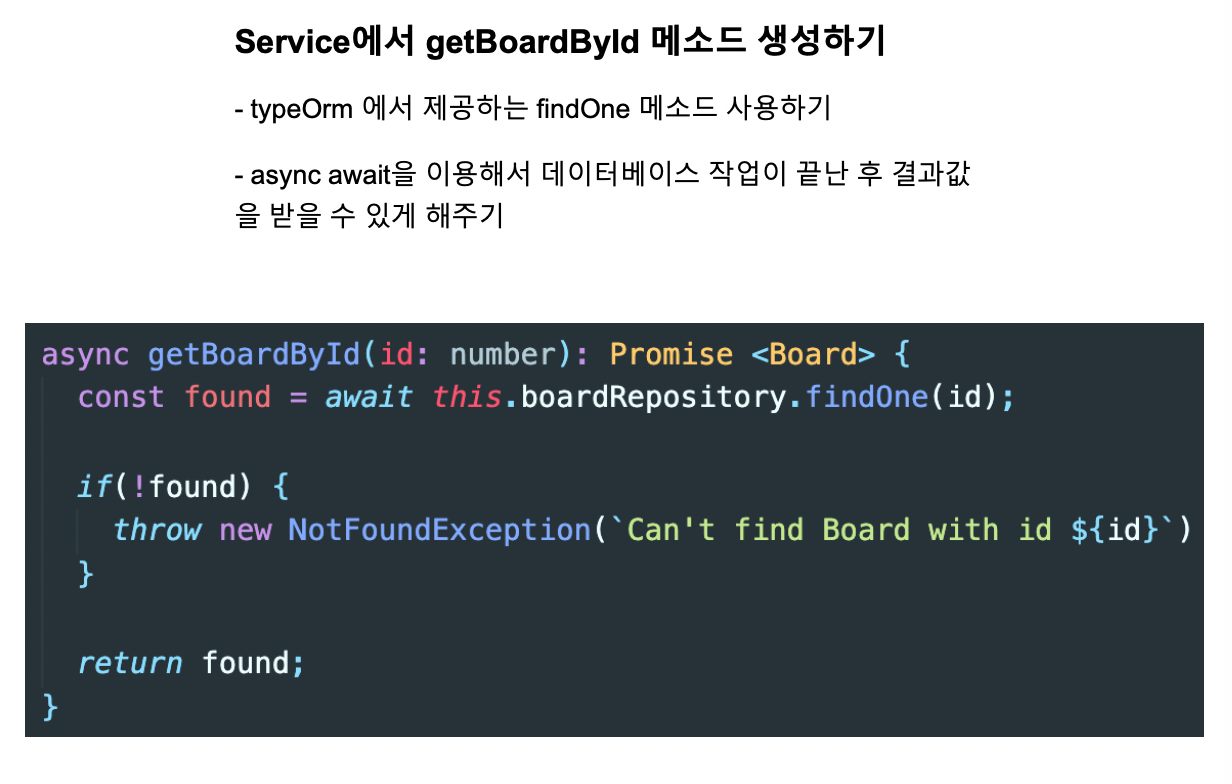 Service에서 getBoardById 메소드 생성하기
- typeOrm 에서 제공하는 findOne 메소드 사용하기
- async await을 이용해서 데이터베이스 작업이 끝난 후 결과값
을 받을 수 있게 해주기
async getBoardById(id: number): Promise <Board> {
const found = await this.boardRepository.findOne(id);
if(!found) {
throw new NotFoundException(`Can't find Board with id ${id}`)
}
return found;
}